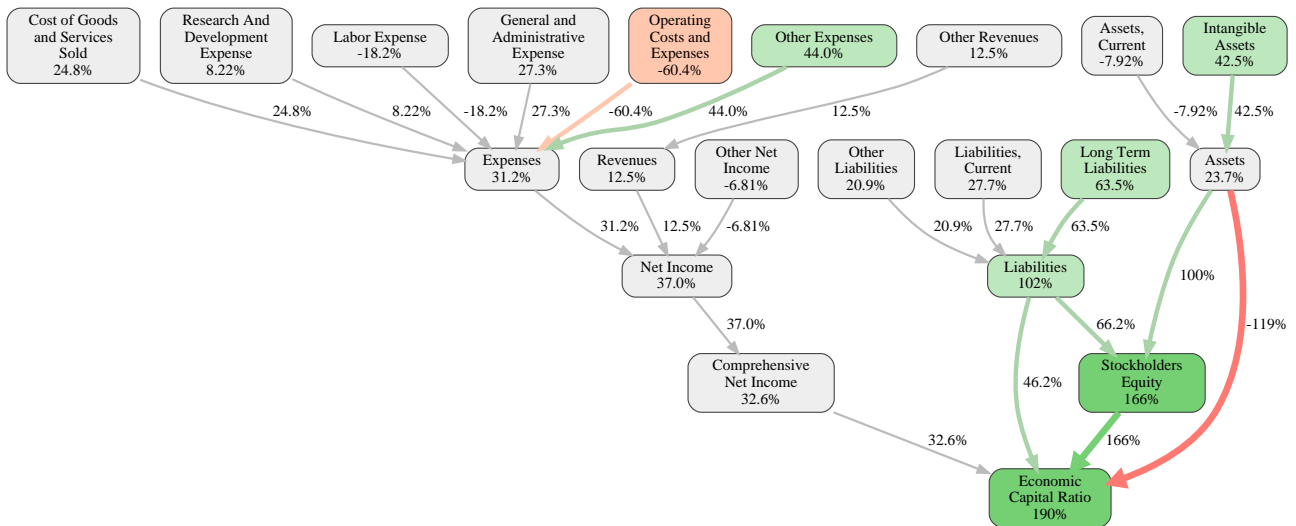 Cost of Goods
and Services
Sold
24.8%
Research And
Development
Expense
8.22%
Labor Expense
-18.2%
General and
Administrative
Expense
27.3%
Operating
Costs and
Expenses
-60.4%
Other Expenses
44.0%
Other Revenues
12.5%
Assets,
Current
-7.92%
Intangible
Assets
42.5%
24.8%
8.22%
-18.2%
27.3%
-60.4%
44.0%
12.5%
-7.92%
42.5%
Expenses
31.2%
Revenues
12.5%
Other Net
Income
-6.81%
Other
Liabilities
20.9%
Liabilities,
Current
27.7%
Long Term
Liabilities
63.5%
Assets
23.7%
31.2%
12.5%
-6.81%
20.9%
27.7%
63.5%
Net Income
37.0%
Liabilities
102%
100%
-119%
37.0%
66.2%
46.2%
Comprehensive
Net Income
32.6%
Stockholders
Equity
166%
32.6%
166%
Economic
Capital Ratio
190%